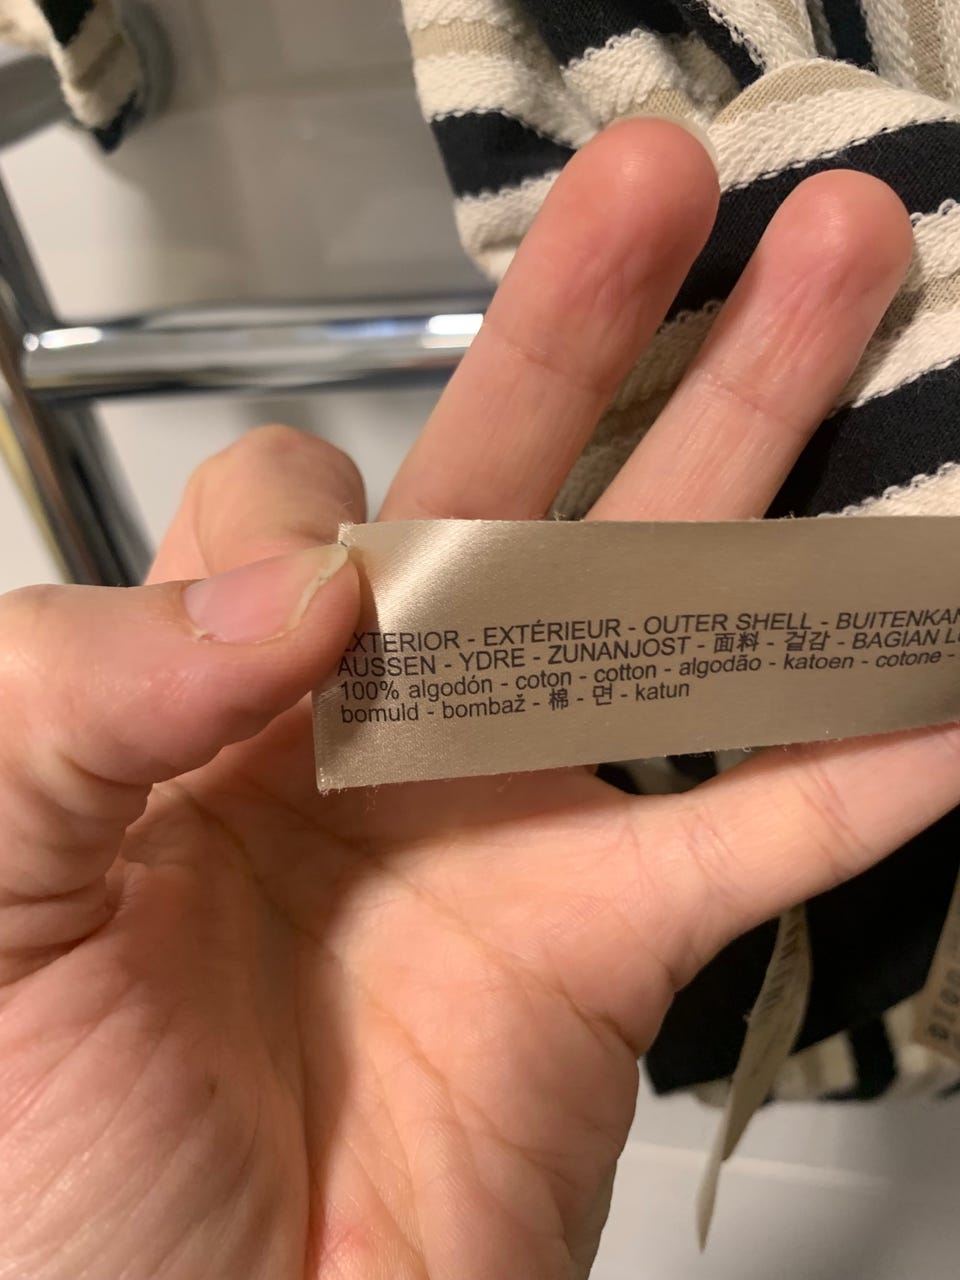 EXTERIOR - EXTÉRIEUR - OUTER SHELL -
AUSSEN - YDRE - ZUNANJOST - 面料 - 겉감 - BAGIAN
100% algodón - coton - cotton - algodão - katoen - cotone -
bomuld - bombaž - 棉 - 면 - katun